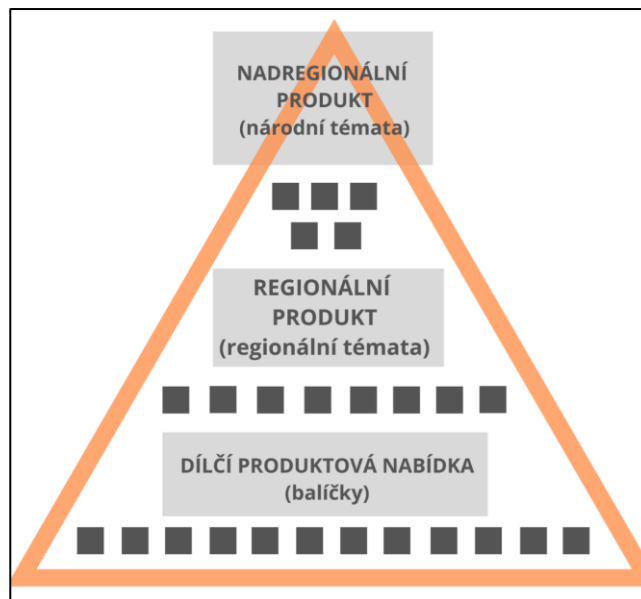 NADREGIONÁLNÍ
PRODUKT
(národní témata)
REGIONÁLNÍ
PRODUKT
(regionální témata)
DÍLČÍ PRODUKTOVÁ NABÍDKA
(balíčky)